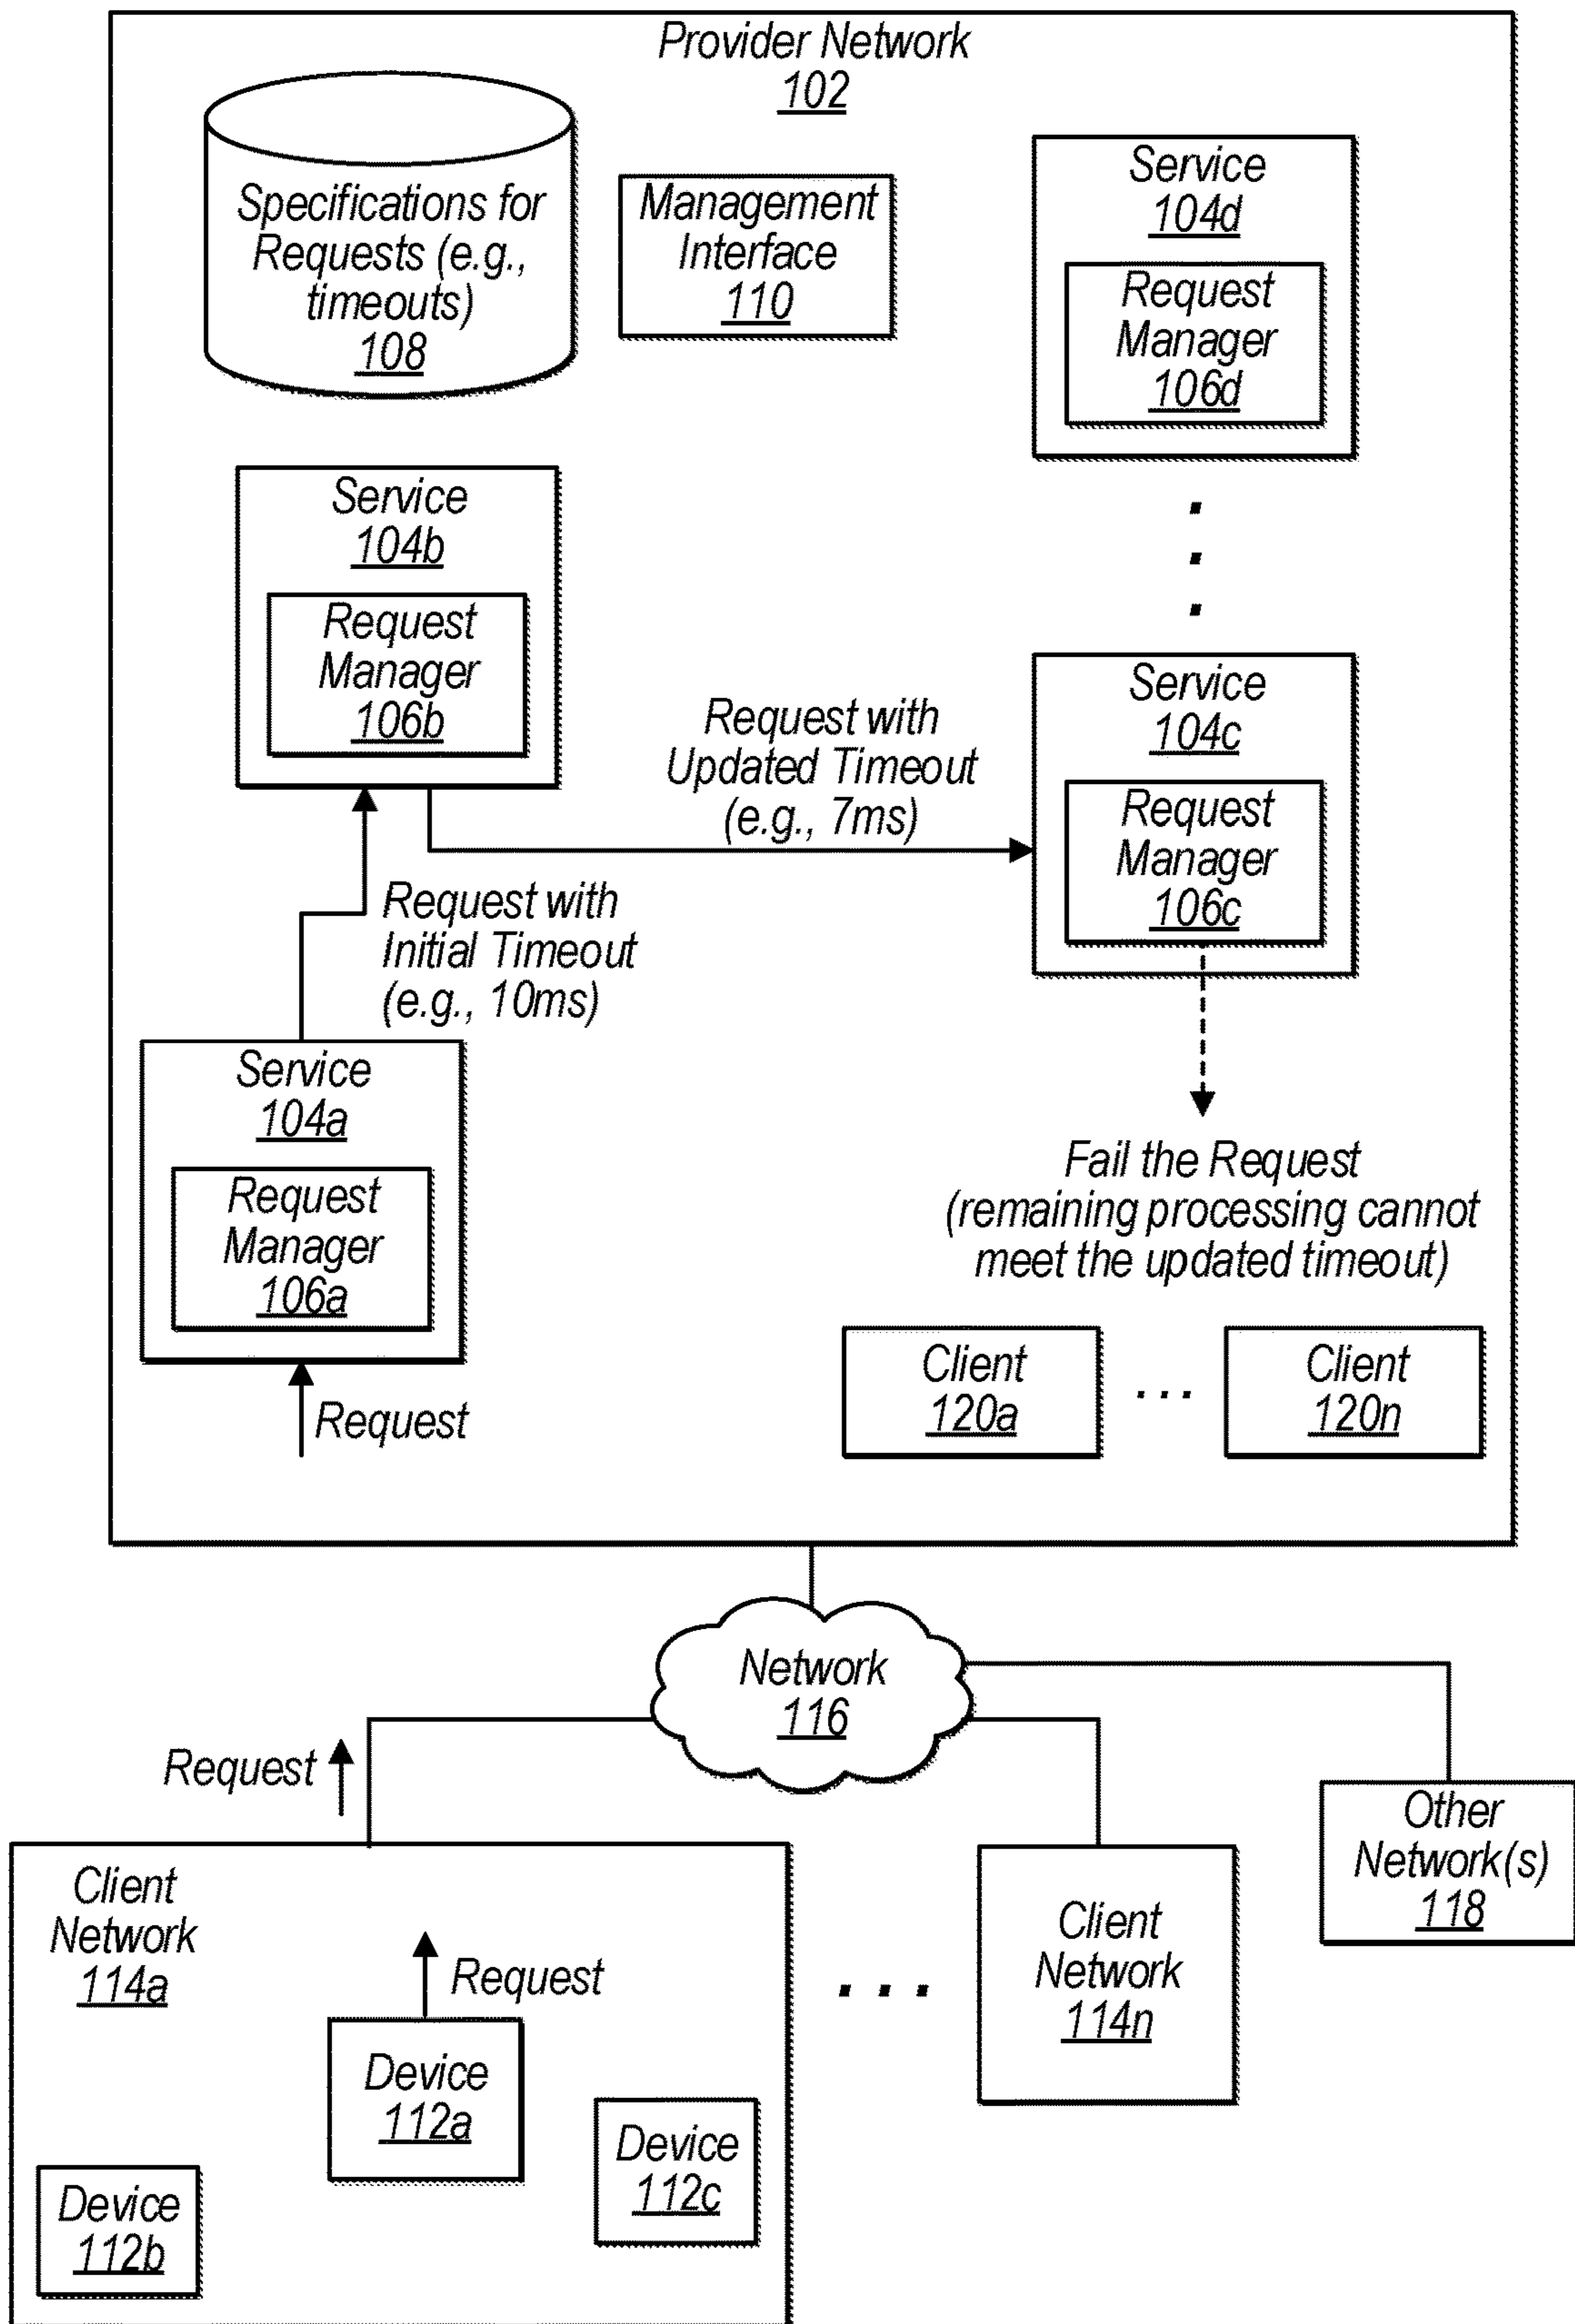 Provider Network
102
Specifications for
Requests (e.g.,
timeouts)
108
Management
Interface
110
Service
104d
Request
Manager
106d
Service
104b
Request
Manager
106b
. . .
Request with
Updated Timeout
(e.g., 7ms)
Service
104c
Request
Manager
106c
Request with
Initial Timeout
(e.g., 10ms)
Service
104a
Request
Manager
106a
Request
Fail the Request
(remaining processing cannot
meet the updated timeout)
Client
120a
. . .
Client
120n
Network
116
Request
Other
Network(s)
118
Client
Network
114a
Request
Device
112a
Device
112b
Device
112c
. . .
Client
Network
114n